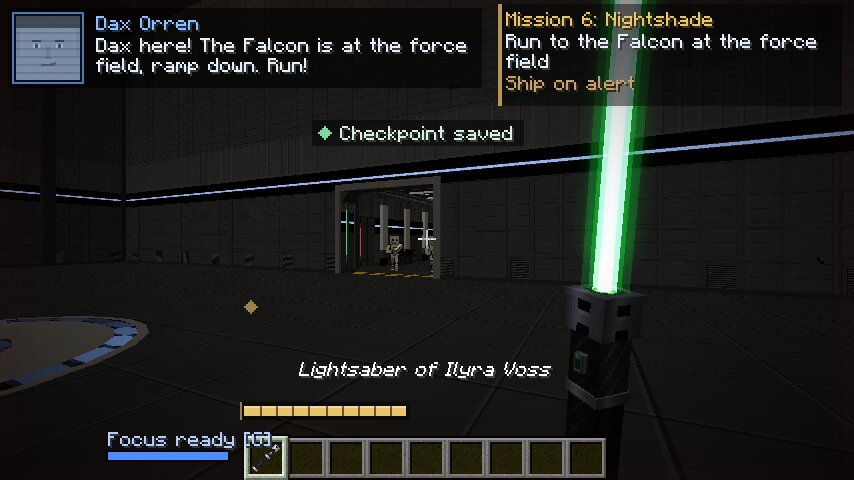 Dax Orren
Dax here! The Falcon is at the force
field, ramp down. Run!
Mission 6: Nightshade
Run to the Falcon at the force
field
Ship on alert
Checkpoint saved
Lightsaber of Ilyra Voss
Focus ready [G]